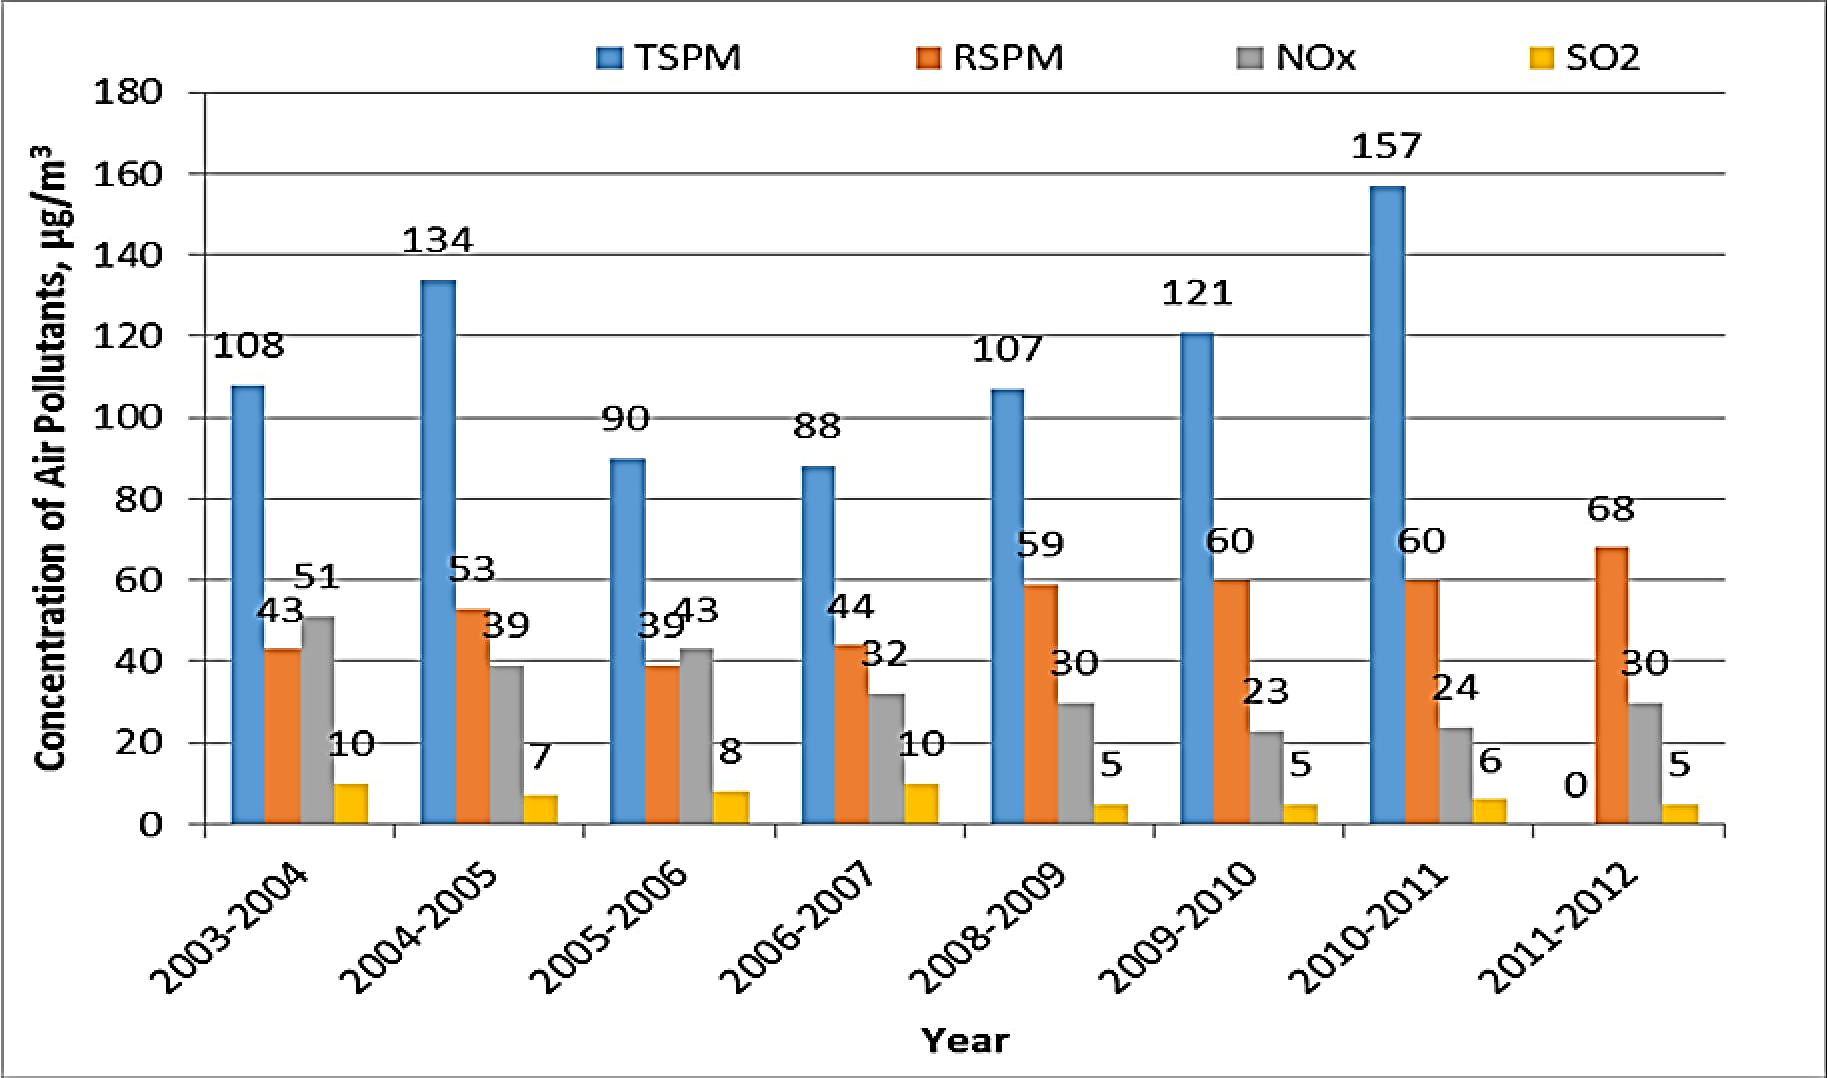 TSPM RSPM NOx SO2
Concentration of Air Pollutants, µg/m³
180
160
140
120
100
80
60
40
20
0
108 43 51 10
134 53 39 7
90 39 43 8
88 44 32 10
107 59 30 5
121 60 23 5
157 60 24 6
0 68 30 5
2003-2004
2004-2005
2005-2006
2006-2007
2008-2009
2009-2010
2010-2011
2011-2012
Year